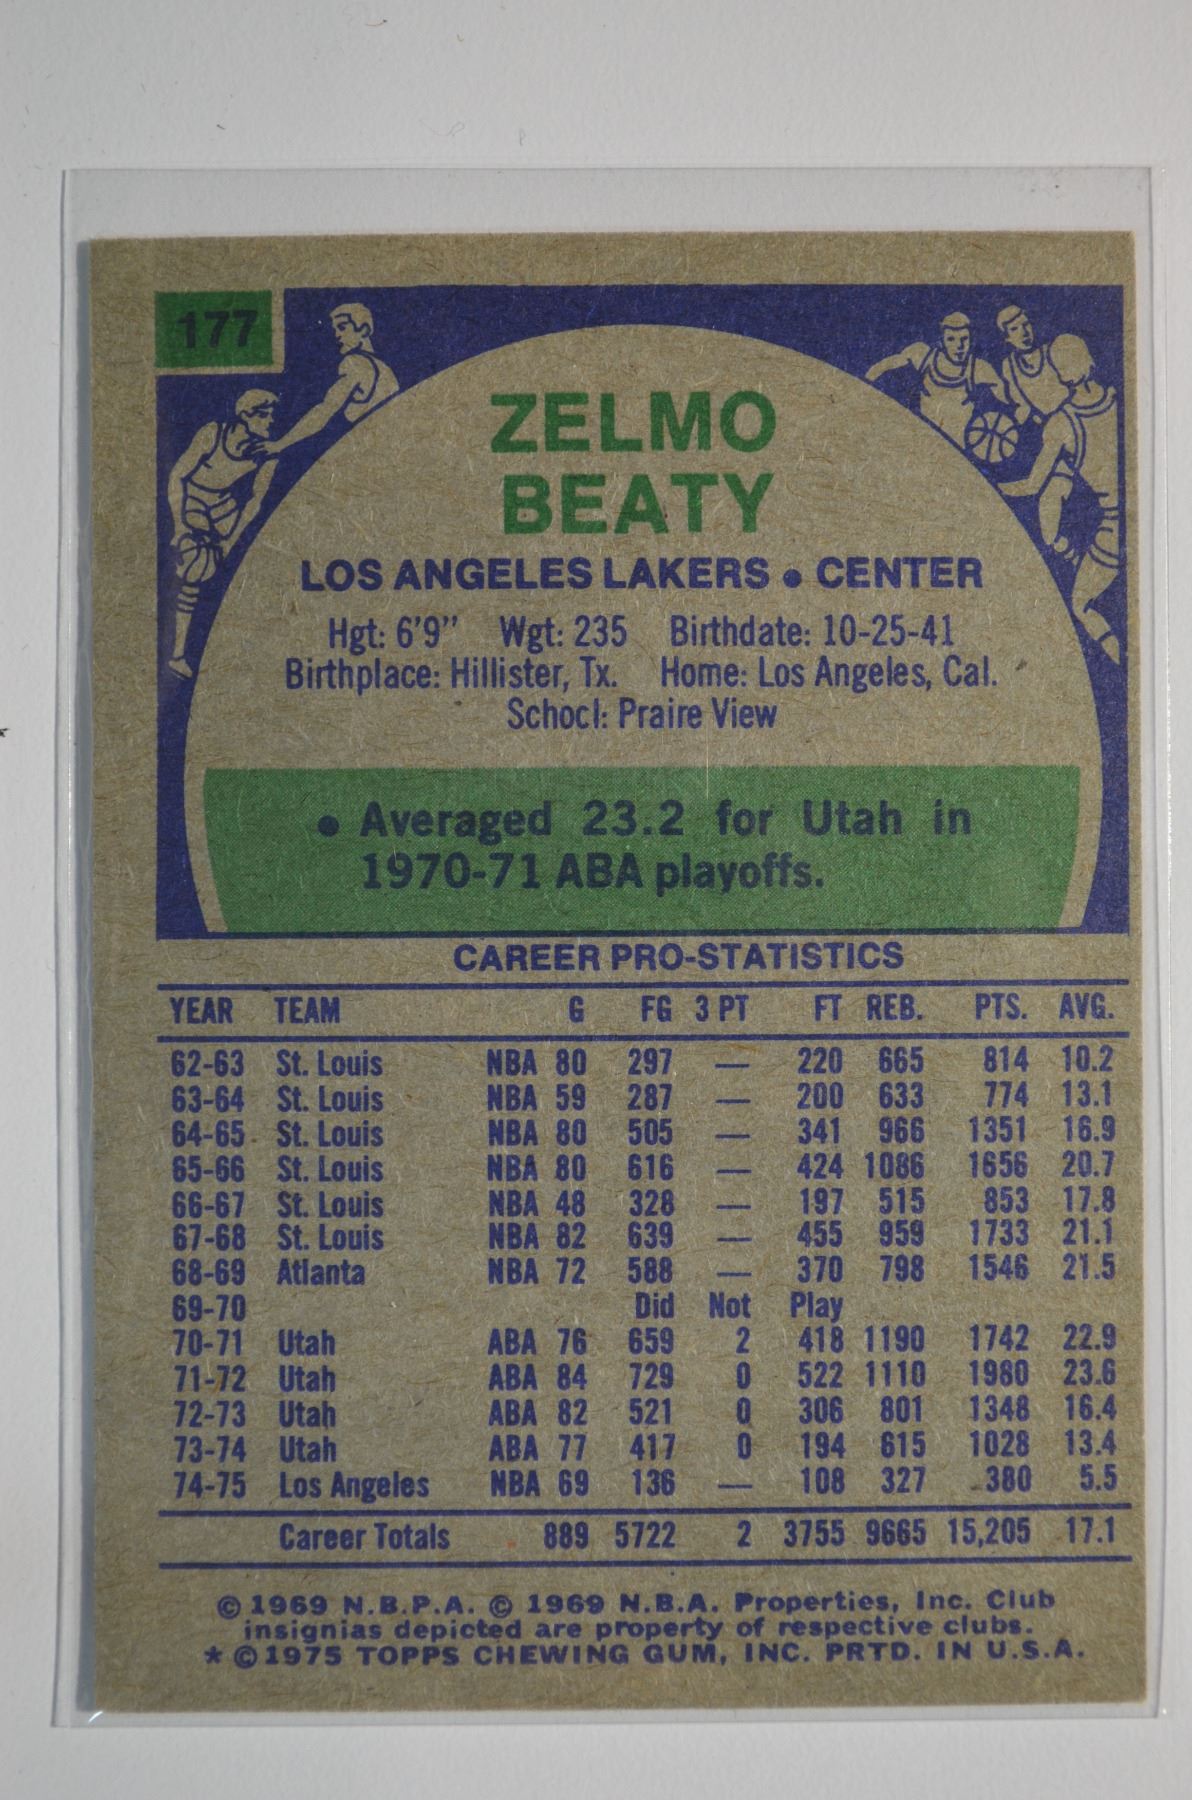 177
ZELMO
BEATY
LOS ANGELES LAKERS • CENTER
Hgt: 6'9" Wgt: 235 Birthdate: 10-25-41
Birthplace: Hillister, Tx. Home: Los Angeles, Cal.
School: Praire View
• Averaged 23.2 for Utah in
1970-71 ABA playoffs.
CAREER PRO-STATISTICS
YEAR TEAM G FG 3 PT FT REB. PTS. AVG.
62-63 St. Louis NBA 80 297 — 220 665 814 10.2
63-64 St. Louis NBA 59 287 — 200 633 774 13.1
64-65 St. Louis NBA 80 505 — 341 966 1351 16.9
65-66 St. Louis NBA 80 616 — 424 1086 1656 20.7
66-67 St. Louis NBA 48 328 — 197 515 853 17.8
67-68 St. Louis NBA 82 639 — 455 959 1733 21.1
68-69 Atlanta NBA 72 588 — 370 798 1546 21.5
69-70 Did Not Play
70-71 Utah ABA 76 659 2 418 1190 1742 22.9
71-72 Utah ABA 84 729 0 522 1110 1980 23.6
72-73 Utah ABA 82 521 0 306 801 1348 16.4
73-74 Utah ABA 77 417 0 194 615 1028 13.4
74-75 Los Angeles NBA 69 136 — 108 327 380 5.5
Career Totals 889 5722 2 3755 9665 15,205 17.1
© 1969 N.B.P.A. © 1969 N.B.A. Properties, Inc. Club
insignias depicted are property of respective clubs.
* © 1975 TOPPS CHEWING GUM, INC. PRTD. IN U.S.A.